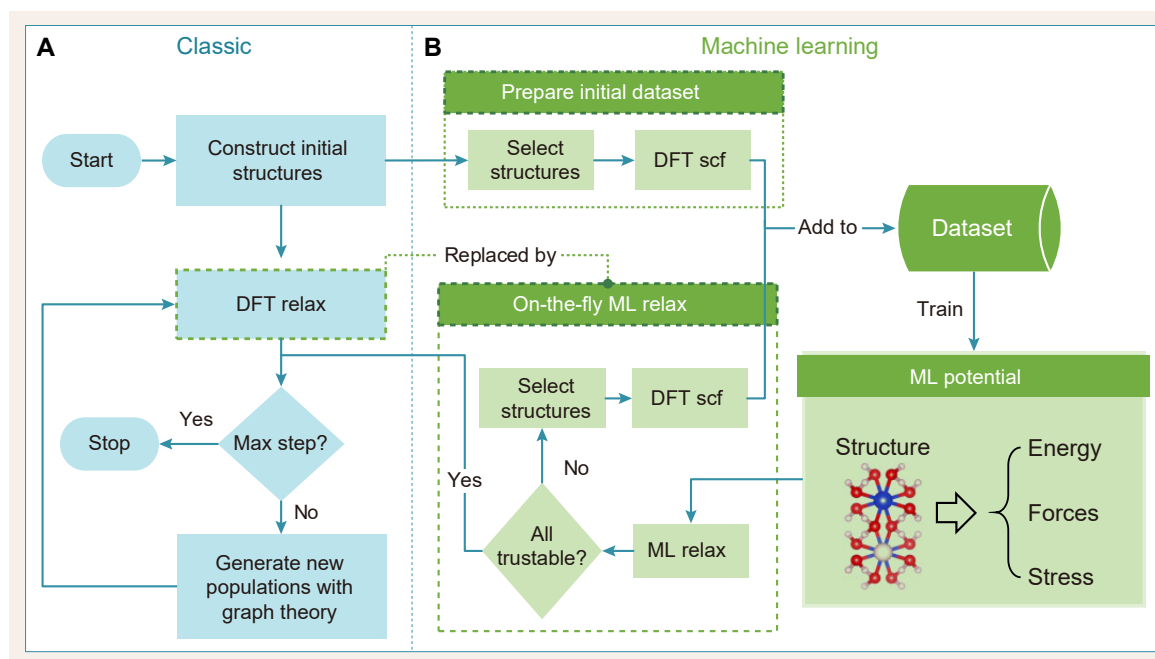 A
Classic
Start
Construct initial
structures
DFT relax
Yes
Stop
Max step?
No
Generate new
populations with
graph theory
B
Machine learning
Prepare initial dataset
Select
structures
DFT scf
Add to
Dataset
Replaced by
On-the-fly ML relax
Select
structures
DFT scf
No
Yes
All
trustable?
ML relax
Train
ML potential
Structure
Energy
Forces
Stress